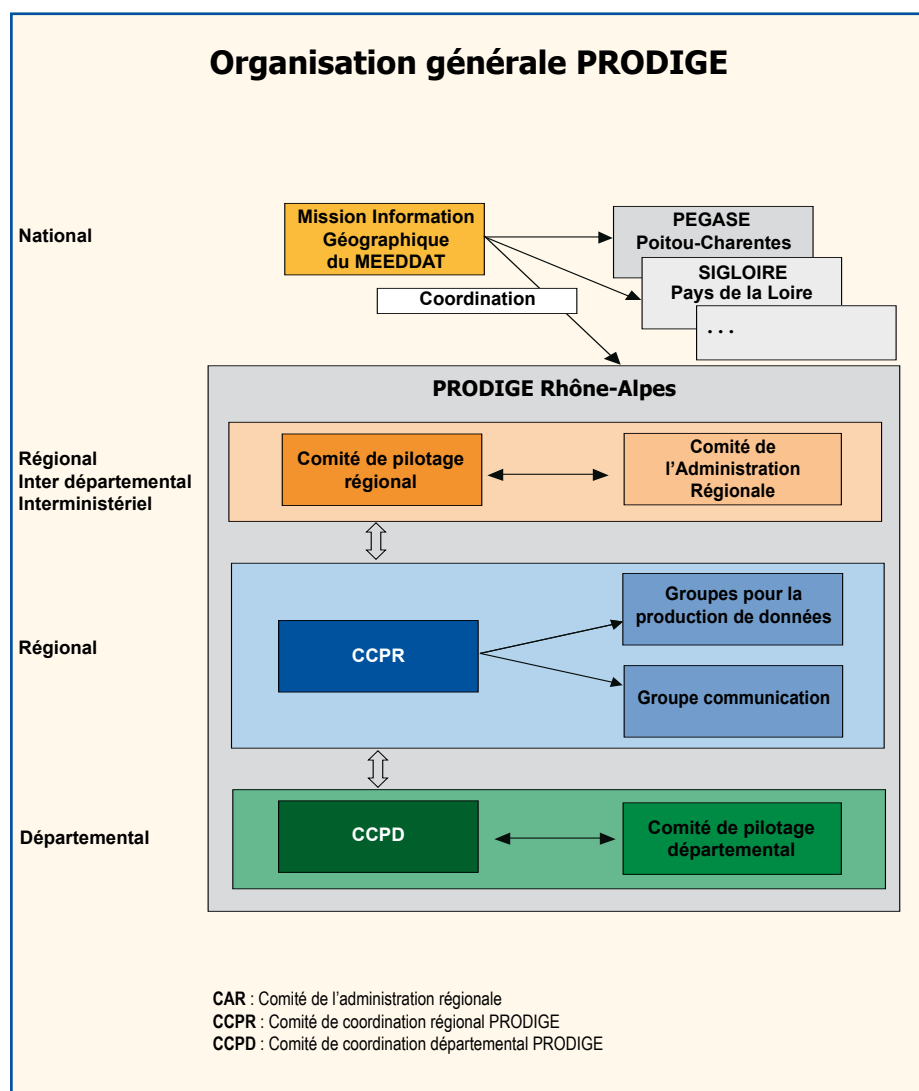 Organisation générale PRODIGE
National
Mission Information
Géographique
du MEEDDAT
PEGASE
Poitou-Charentes
SIGLOIRE
Pays de la Loire
. . .
Coordination
PRODIGE Rhône-Alpes
Régional
Inter départemental
Interministériel
Comité de pilotage
régional
Comité de
l’Administration
Régionale
Régional
CCPR
Groupes pour la
production de données
Groupe communication
Départemental
CCPD
Comité de pilotage
départemental
CAR : Comité de l’administration régionale
CCPR : Comité de coordination régional PRODIGE
CCPD : Comité de coordination départemental PRODIGE